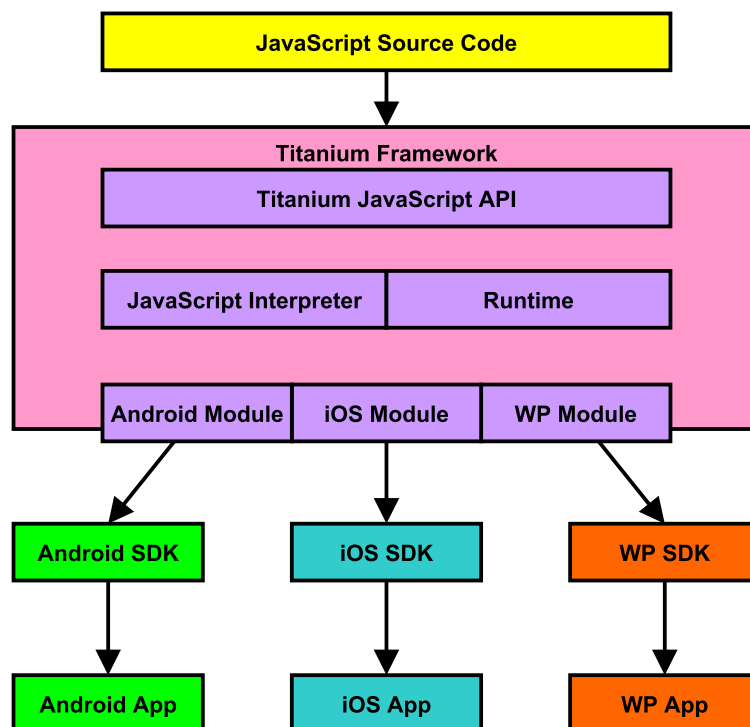 JavaScript Source Code
Titanium Framework
Titanium JavaScript API
JavaScript Interpreter
Runtime
Android Module
iOS Module
WP Module
Android SDK
iOS SDK
WP SDK
Android App
iOS App
WP App